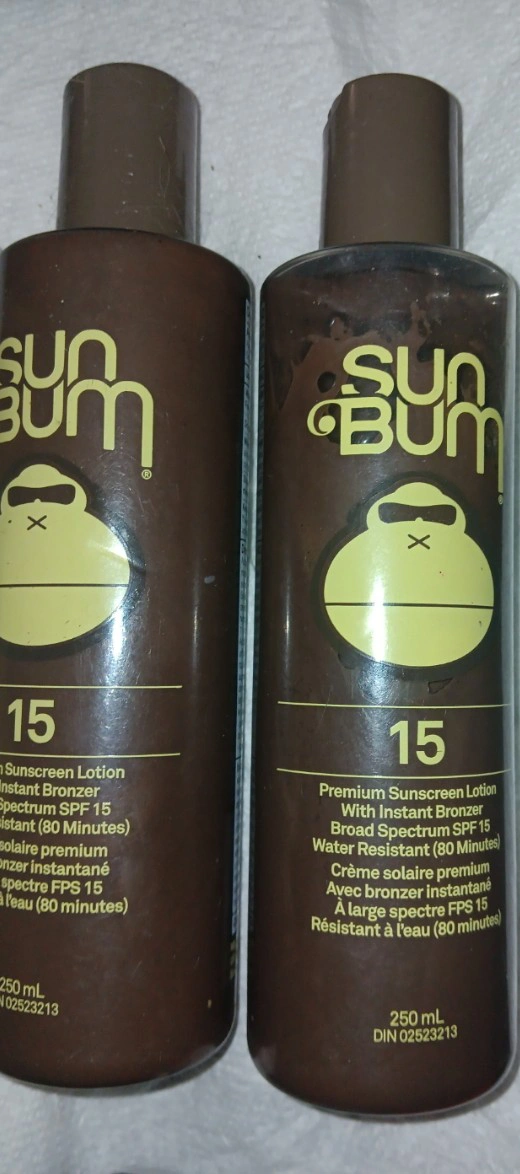 SUN
BUM
®
15
Sunscreen Lotion
Instant Bronzer
Spectrum SPF 15
(80 Minutes)
solaire premium
instantané
spectre FPS 15
à l'eau (80 minutes)
250 mL
02523213
SUN
BUM
®
15
Premium Sunscreen Lotion
With Instant Bronzer
Broad Spectrum SPF 15
Water Resistant (80 Minutes)
Crème solaire premium
Avec bronzer instantané
À large spectre FPS 15
Résistant à l'eau (80 minutes)
250 mL
DIN 02523213